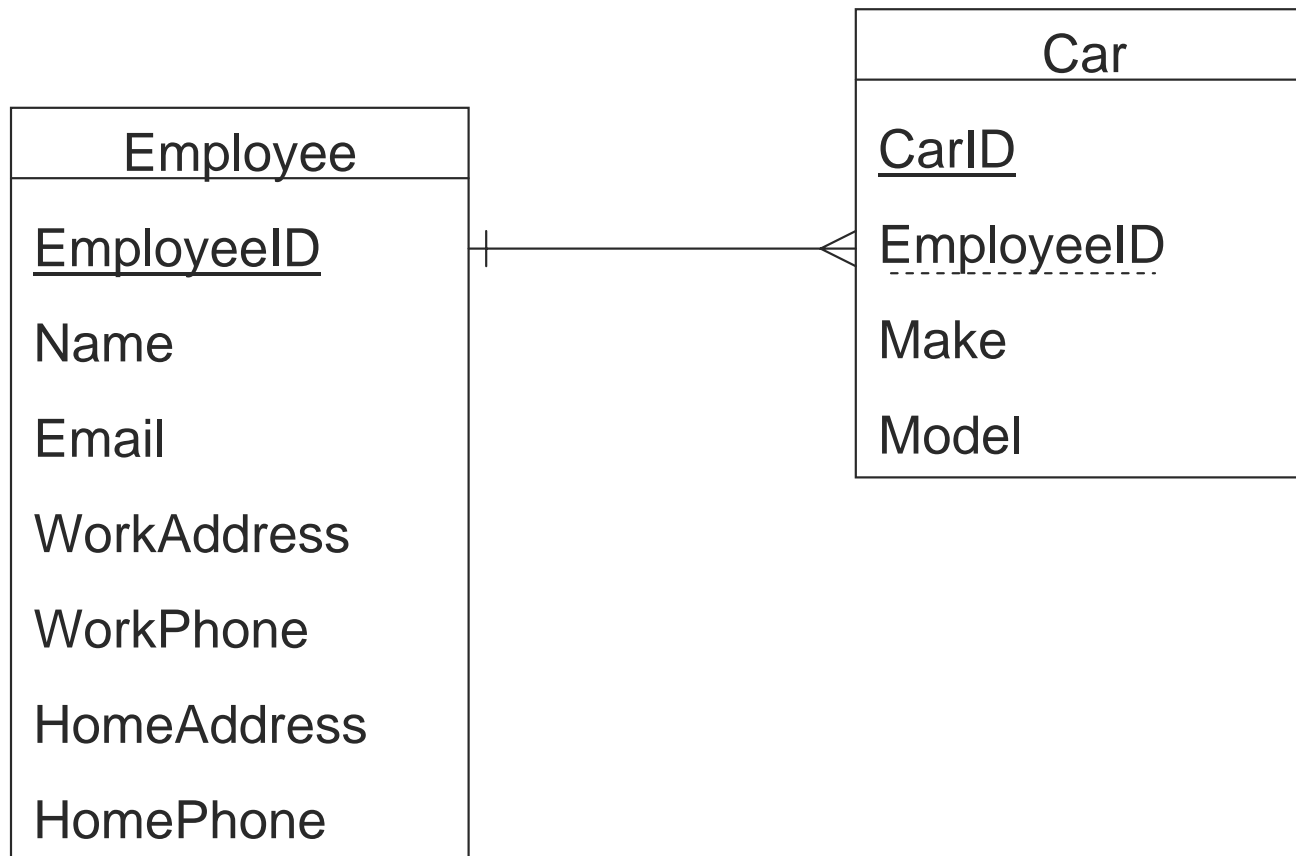 Employee
EmployeeID
Name
Email
WorkAddress
WorkPhone
HomeAddress
HomePhone
Car
CarID
EmployeeID
Make
Model